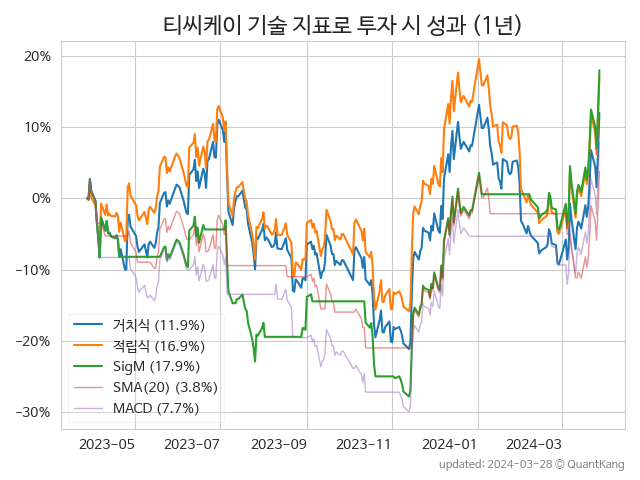 티씨케이 기술 지표로 투자 시 성과 (1년)
20%
10%
0%
−10%
−20%
−30%
거치식 (11.9%)
적립식 (16.9%)
SigM (17.9%)
SMA(20) (3.8%)
MACD (7.7%)
2023-05
2023-07
2023-09
2023-11
2024-01
2024-03
updated: 2024-03-28 ⓒ QuantKang